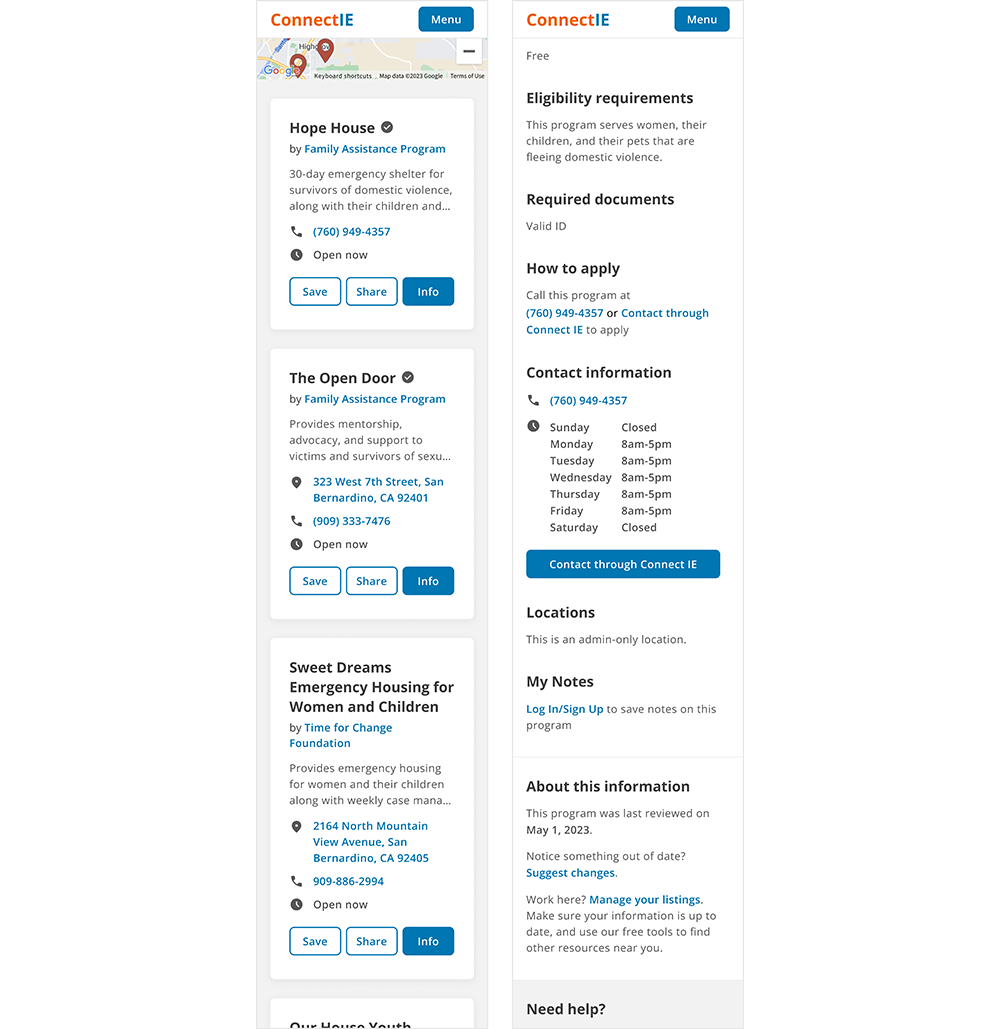 ConnectIE
Menu
Google
Keyboard shortcuts
Map data ©2023 Google
Terms of Use
Hope House
by Family Assistance Program
30-day emergency shelter for
survivors of domestic violence,
along with their children and...
(760) 949-4357
Open now
Save
Share
Info
The Open Door
by Family Assistance Program
Provides mentorship,
advocacy, and support to
victims and survivors of sexu...
323 West 7th Street, San
Bernardino, CA 92401
(909) 333-7476
Open now
Save
Share
Info
Sweet Dreams
Emergency Housing for
Women and Children
by Time for Change
Foundation
Provides emergency housing
for women and their children
along with weekly case mana...
2164 North Mountain
View Avenue, San
Bernardino, CA 92405
909-886-2994
Open now
Save
Share
Info
Our House Youth
ConnectIE
Menu
Free
Eligibility requirements
This program serves women, their
children, and their pets that are
fleeing domestic violence.
Required documents
Valid ID
How to apply
Call this program at
(760) 949-4357 or Contact through
Connect IE to apply
Contact information
(760) 949-4357
Sunday Closed
Monday 8am-5pm
Tuesday 8am-5pm
Wednesday 8am-5pm
Thursday 8am-5pm
Friday 8am-5pm
Saturday Closed
Contact through Connect IE
Locations
This is an admin-only location.
My Notes
Log In/Sign Up to save notes on this
program
About this information
This program was last reviewed on
May 1, 2023.
Notice something out of date?
Suggest changes.
Work here? Manage your listings.
Make sure your information is up to
date, and use our free tools to find
other resources near you.
Need help?